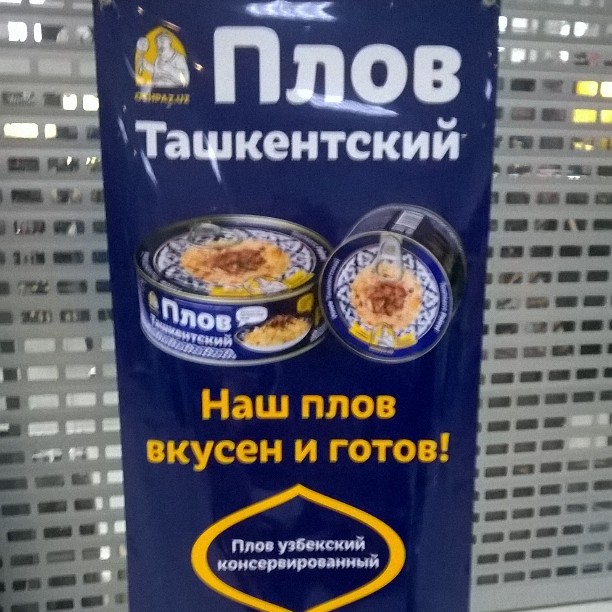 Плов
Ташкентский
Плов
Ташкентский
Наш плов
вкусен и готов!
Плов узбекский
консервированный